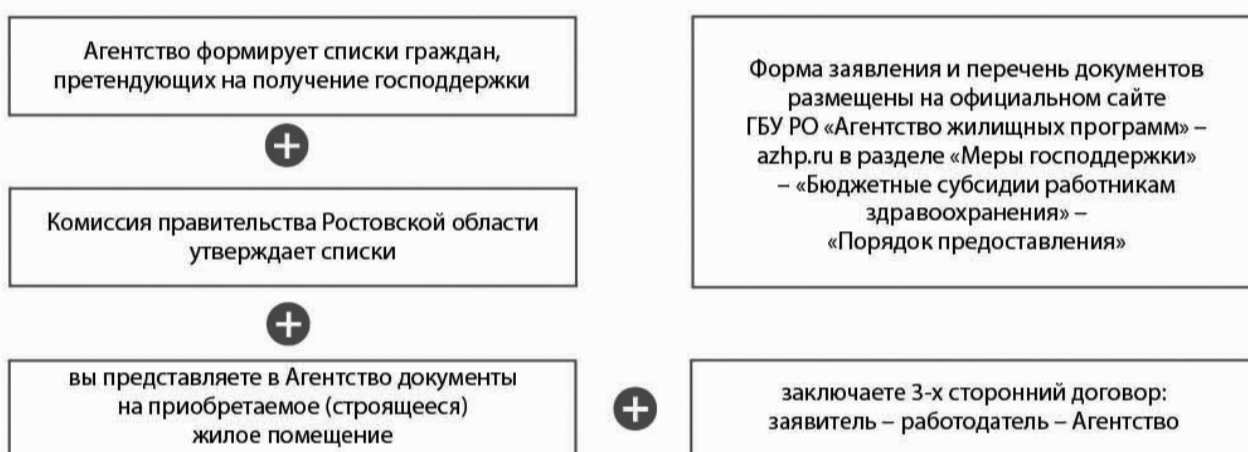 Агентство формирует списки граждан,
претендующих на получение господдержки
Комиссия правительства Ростовской области
утверждает списки
вы представляете в Агентство документы
на приобретаемое (строящееся)
жилое помещение
Форма заявления и перечень документов
размещены на официальном сайте
ГБУ РО «Агентство жилищных программ» –
azhp.ru в разделе «Меры господдержки»
– «Бюджетные субсидии работникам
здравоохранения» –
«Порядок предоставления»
заключаете 3-х сторонний договор:
заявитель – работодатель – Агентство